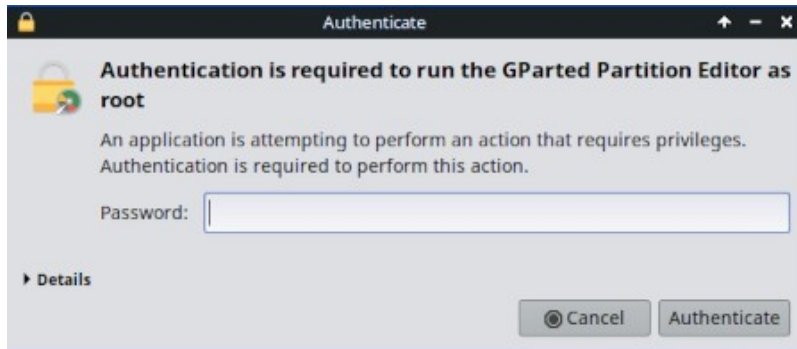 Authenticate
Authentication is required to run the GParted Partition Editor as
root
An application is attempting to perform an action that requires privileges.
Authentication is required to perform this action.
Password:
Details
Cancel
Authenticate